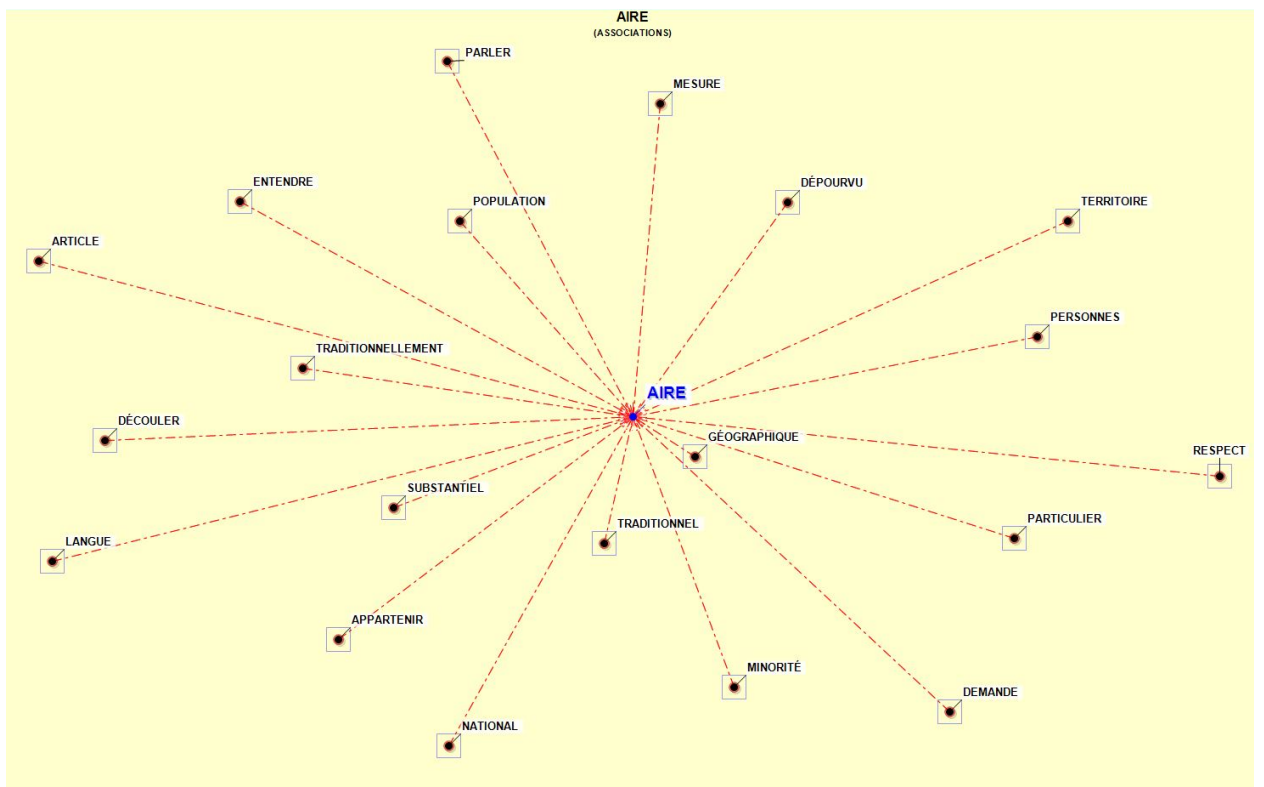 AIRE
(ASSOCIATIONS)
PARLER
MESURE
ENTENDRE
DÉPOURVU
POPULATION
TERRITOIRE
ARTICLE
PERSONNES
TRADITIONNELLEMENT
AIRE
DÉCOULER
GÉOGRAPHIQUE
RESPECT
SUBSTANTIEL
PARTICULIER
TRADITIONNEL
LANGUE
APPARTENIR
MINORITÉ
DEMANDE
NATIONAL